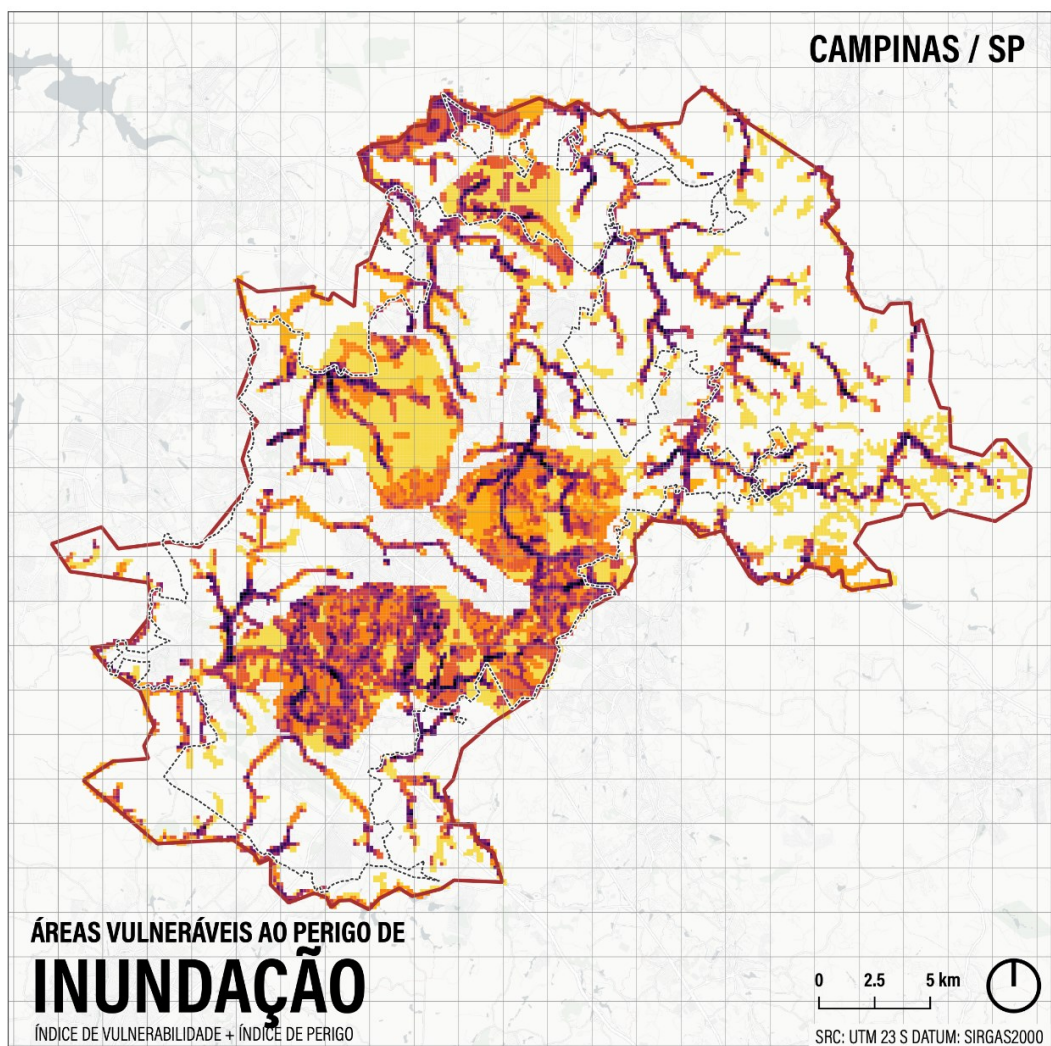 CAMPINAS / SP
ÁREAS VULNERÁVEIS AO PERIGO DE
INUNDAÇÃO
ÍNDICE DE VULNERABILIDADE + ÍNDICE DE PERIGO
0 2.5 5 km
SRC: UTM 23 S DATUM: SIRGAS2000